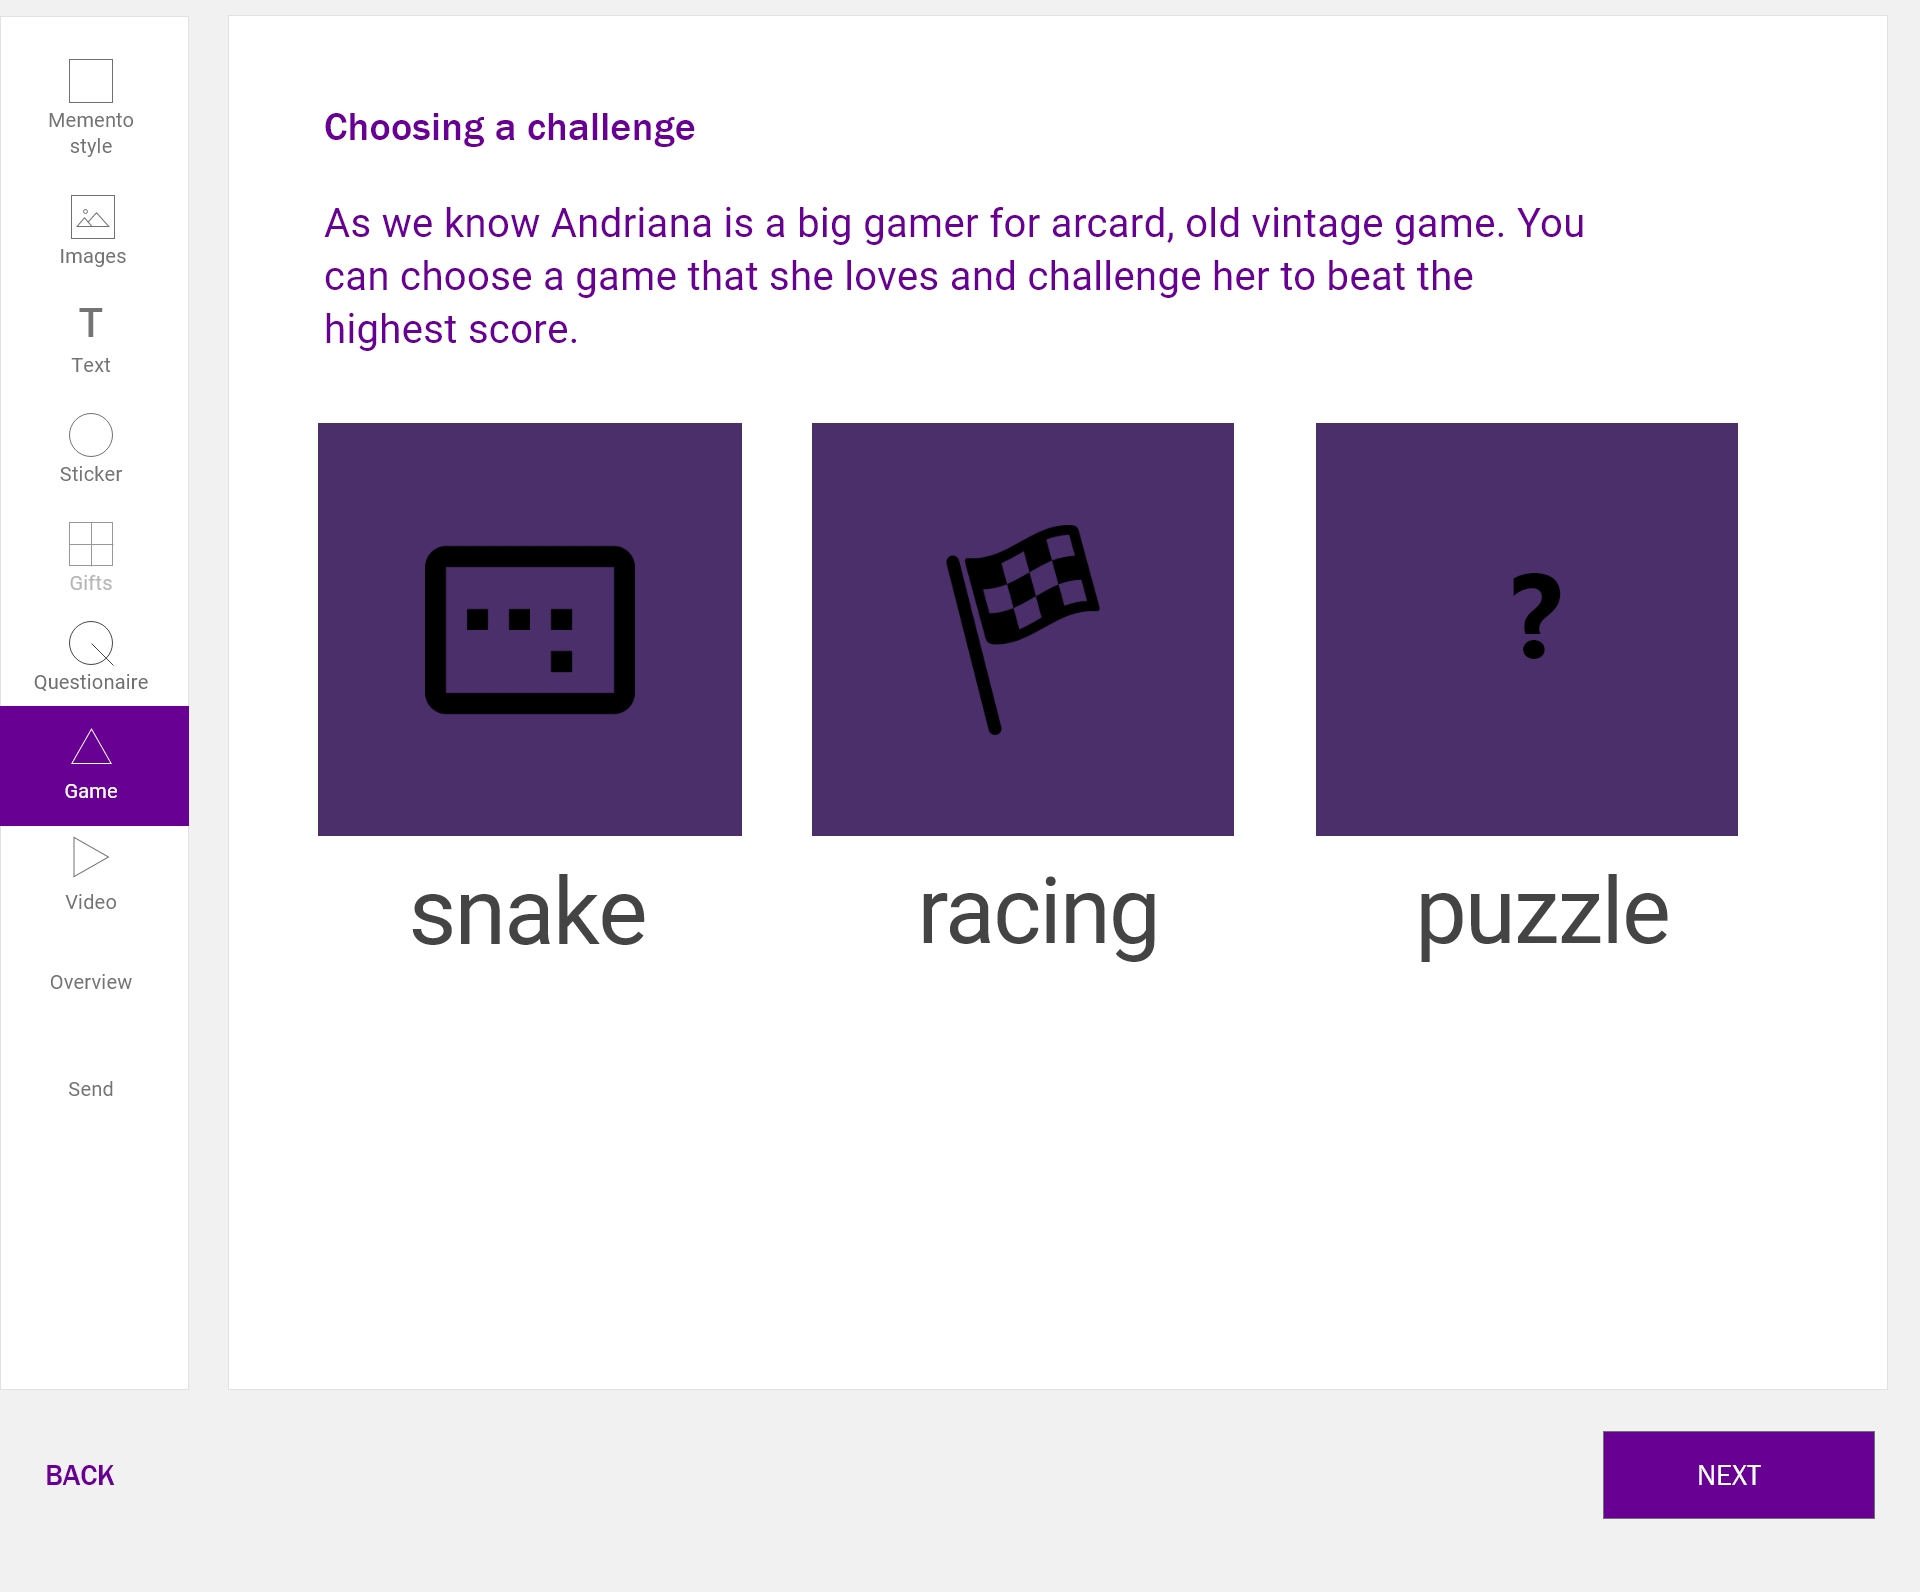 Memento
style
Images
T
Text
Sticker
Gifts
Questionaire
Game
Video
Overview
Send
Choosing a challenge
As we know Andriana is a big gamer for arcard, old vintage game. You
can choose a game that she loves and challenge her to beat the
highest score.
?
snake
racing
puzzle
BACK
NEXT